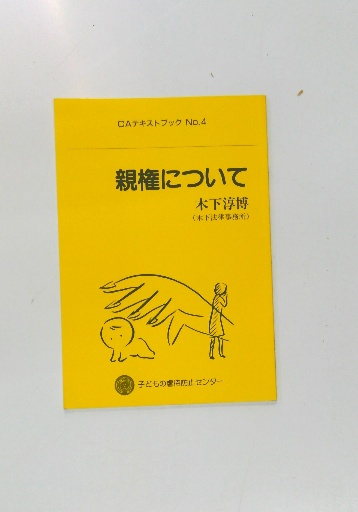 CAテキストブック No.4
親権について
木下淳博
(木下法律事務所)
子どもの虐待防止センター